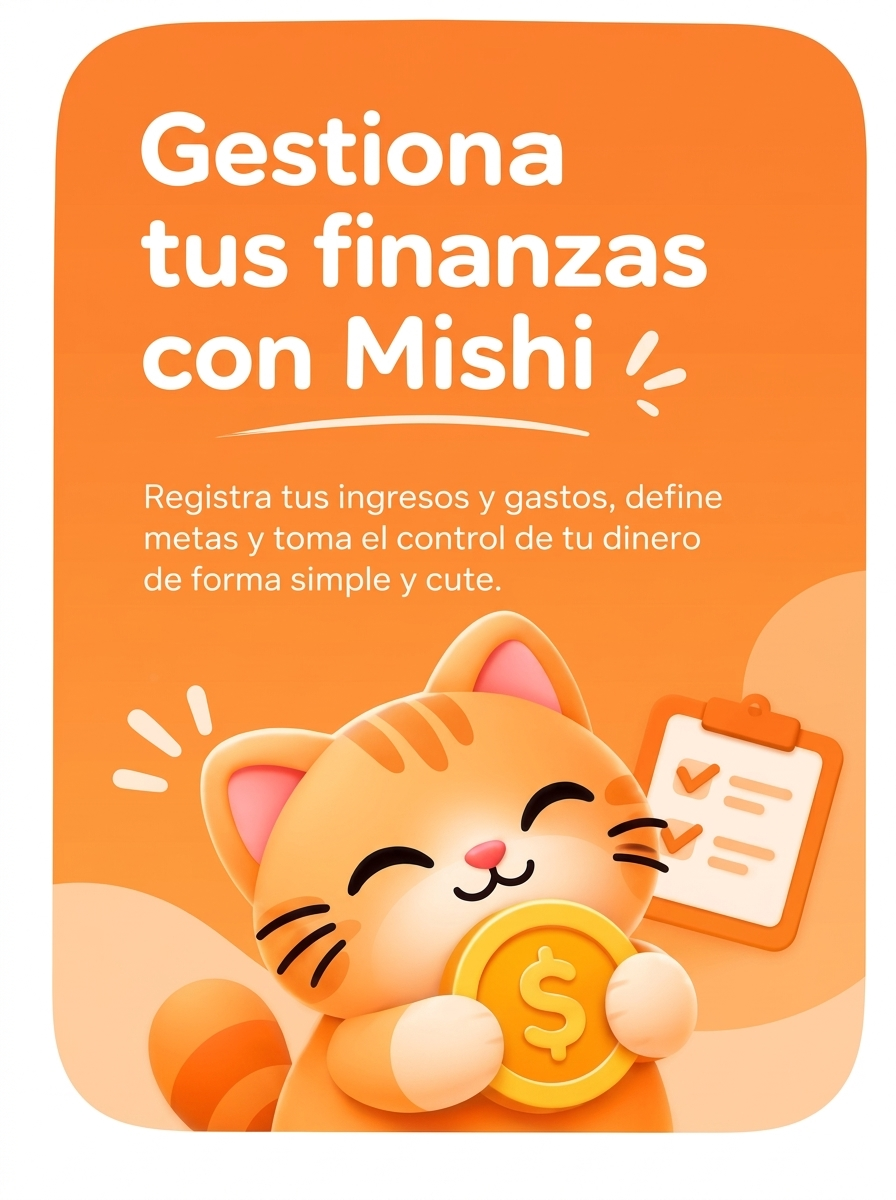 Gestiona
tus finanzas
con Mishi
Registra tus ingresos y gastos, define
metas y toma el control de tu dinero
de forma simple y cute.
$